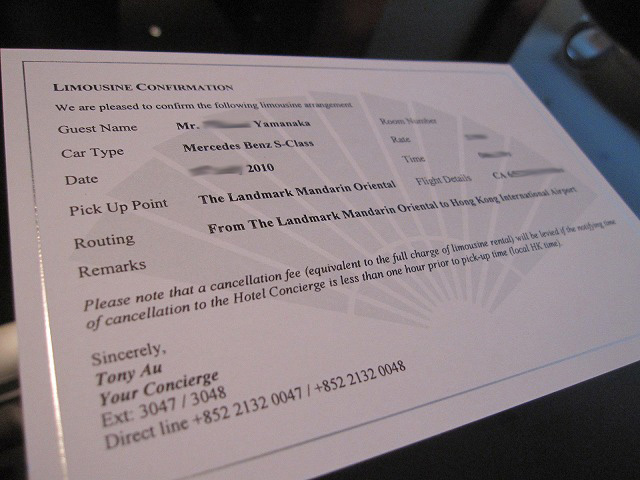 LIMOUSINE CONFIRMATION
We are pleased to confirm the following limousine arrangement
Guest Name Mr. Yamanaka Room Number
Car Type Mercedes Benz S-Class Rate
Date 2010 Time
Pick Up Point The Landmark Mandarin Oriental Flight Details CA
Routing From The Landmark Mandarin Oriental to Hong Kong International Airport
Remarks
Please note that a cancellation fee (equivalent to the full charge of limousine rental) will be levied if the notifying time
of cancellation to the Hotel Concierge is less than one hour prior to pick-up time (local HK time).
Sincerely,
Tony Au
Your Concierge
Ext: 3047 / 3048
Direct line +852 2132 0047 / +852 2132 0048